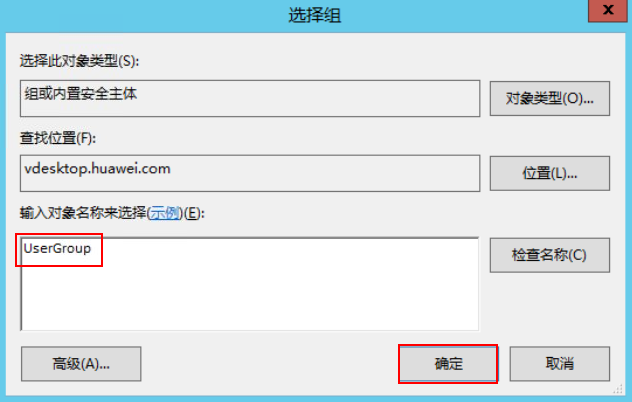 选择组
x
选择此对象类型(S):
组或内置安全主体
对象类型(O)...
查找位置(F):
vdesktop.huawei.com
位置(L)...
输入对象名称来选择(示例)(E):
UserGroup
检查名称(C)
高级(A)...
确定
取消